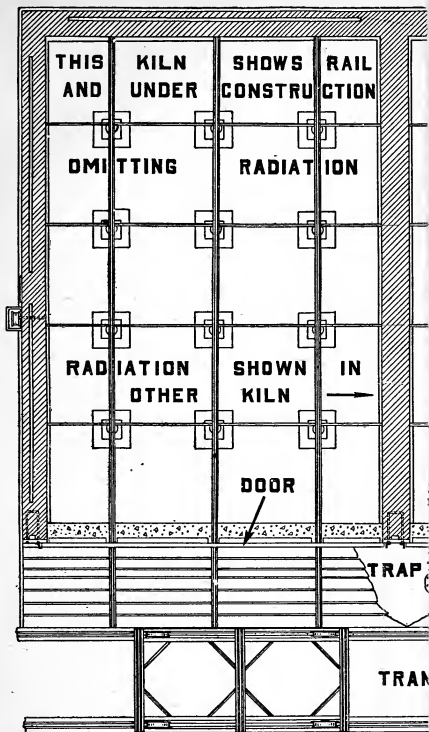 THIS KILN SHOWS RAIL
AND UNDER CONSTRUCTION
OMITTING RADIATION
RADIATION SHOWN IN
OTHER KILN
DOOR
TRAP
TRAN